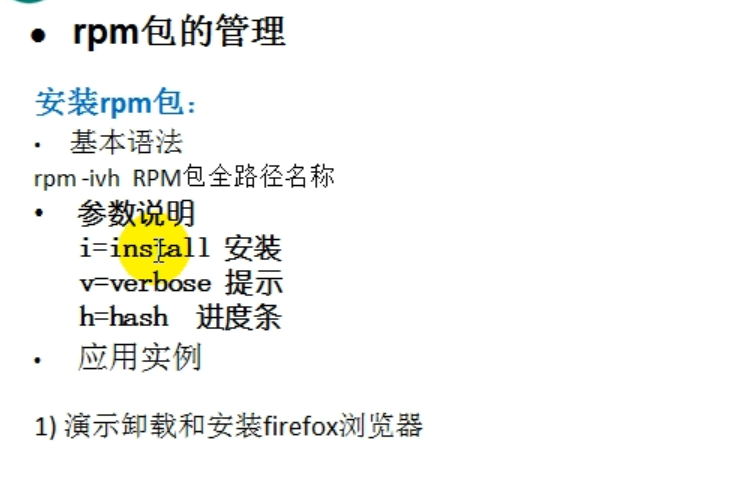 • rpm包的管理
安装rpm包：
• 基本语法
rpm -ivh RPM包全路径名称
• 参数说明
i=install 安装
v=verbose 提示
h=hash 进度条
• 应用实例
1) 演示卸载和安装firefox浏览器